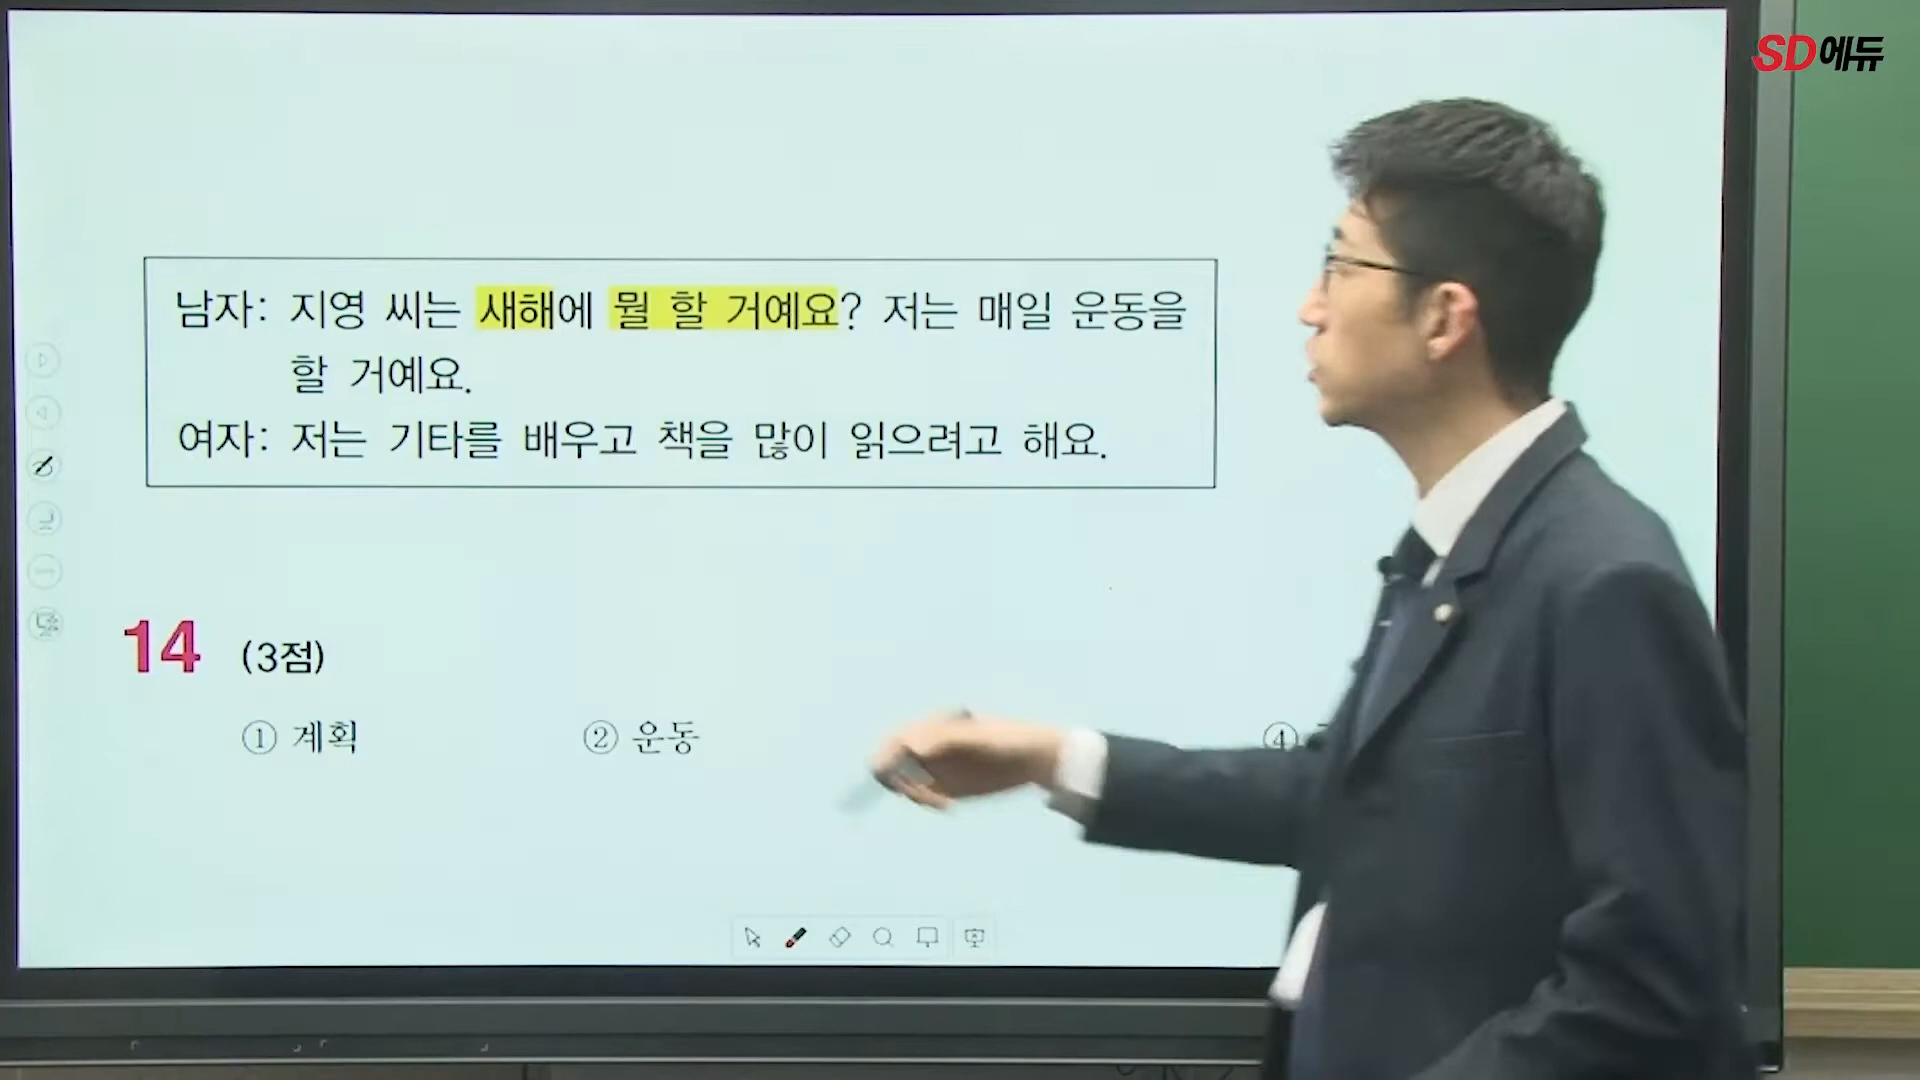 SD에듀
남자: 지영 씨는 새해에 뭘 할 거예요? 저는 매일 운동을
할 거예요.
여자: 저는 기타를 배우고 책을 많이 읽으려고 해요.
14 (3점)
① 계획 ② 운동 ④